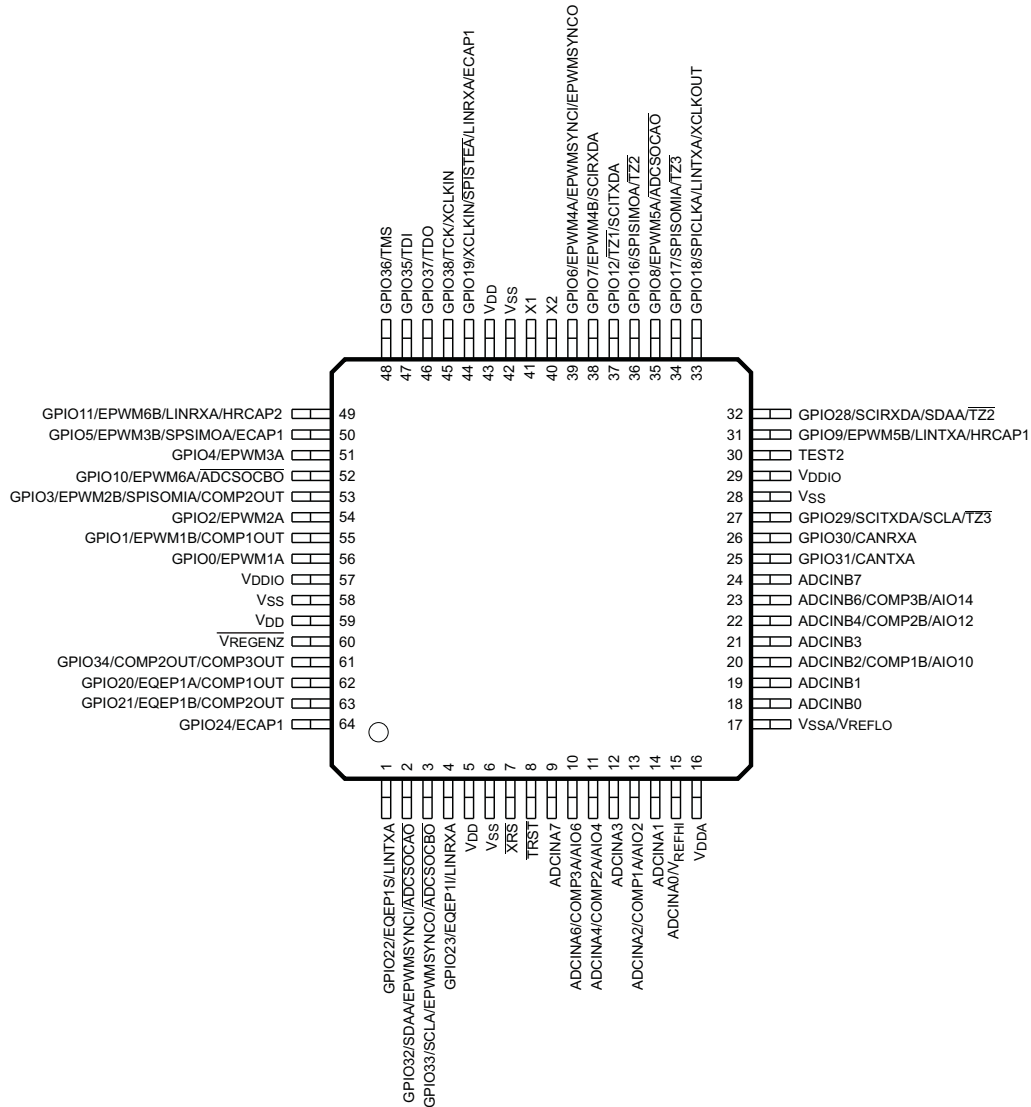 GPIO36/TMS
GPIO35/TDI
GPIO37/TDO
GPIO38/TCK/XCLKIN
GPIO19/XCLKIN/SPISTEA/LINRXA/ECAP1
VDD
VSS
X1
X2
GPIO6/EPWM4A/EPWMSYNCI/EPWMSYNCO
GPIO7/EPWM4B/SCIRXDA
GPIO12/TZ1/SCITXDA
GPIO16/SPISIMOA/TZ2
GPIO8/EPWM5A/ADCSOCAO
GPIO17/SPISOMIA/TZ3
GPIO18/SPICLKA/LINTXA/XCLKOUT
48
47
46
45
44
43
42
41
40
39
38
37
36
35
34
33
GPIO11/EPWM6B/LINRXA/HRCAP2 49
GPIO5/EPWM3B/SPSIMOA/ECAP1 50
GPIO4/EPWM3A 51
GPIO10/EPWM6A/ADCSOCBO 52
GPIO3/EPWM2B/SPISOMIA/COMP2OUT 53
GPIO2/EPWM2A 54
GPIO1/EPWM1B/COMP1OUT 55
GPIO0/EPWM1A 56
VDDIO 57
VSS 58
VDD 59
VREGENZ 60
GPIO34/COMP2OUT/COMP3OUT 61
GPIO20/EQEP1A/COMP1OUT 62
GPIO21/EQEP1B/COMP2OUT 63
GPIO24/ECAP1 64
32 GPIO28/SCIRXDA/SDAA/TZ2
31 GPIO9/EPWM5B/LINTXA/HRCAP1
30 TEST2
29 VDDIO
28 VSS
27 GPIO29/SCITXDA/SCLA/TZ3
26 GPIO30/CANRXA
25 GPIO31/CANTXA
24 ADCINB7
23 ADCINB6/COMP3B/AIO14
22 ADCINB4/COMP2B/AIO12
21 ADCINB3
20 ADCINB2/COMP1B/AIO10
19 ADCINB1
18 ADCINB0
17 VSSA/VREFLO
1
2
3
4
5
6
7
8
9
10
11
12
13
14
15
16
GPIO22/EQEP1S/LINTXA
GPIO32/SDAA/EPWMSYNCI/ADCSOCAO
GPIO33/SCLA/EPWMSYNCO/ADCSOCBO
GPIO23/EQEP1I/LINRXA
VDD
VSS
XRS
TRST
ADCINA7
ADCINA6/COMP3A/AIO6
ADCINA4/COMP2A/AIO4
ADCINA3
ADCINA2/COMP1A/AIO2
ADCINA1
ADCINA0/VREFHI
VDDA